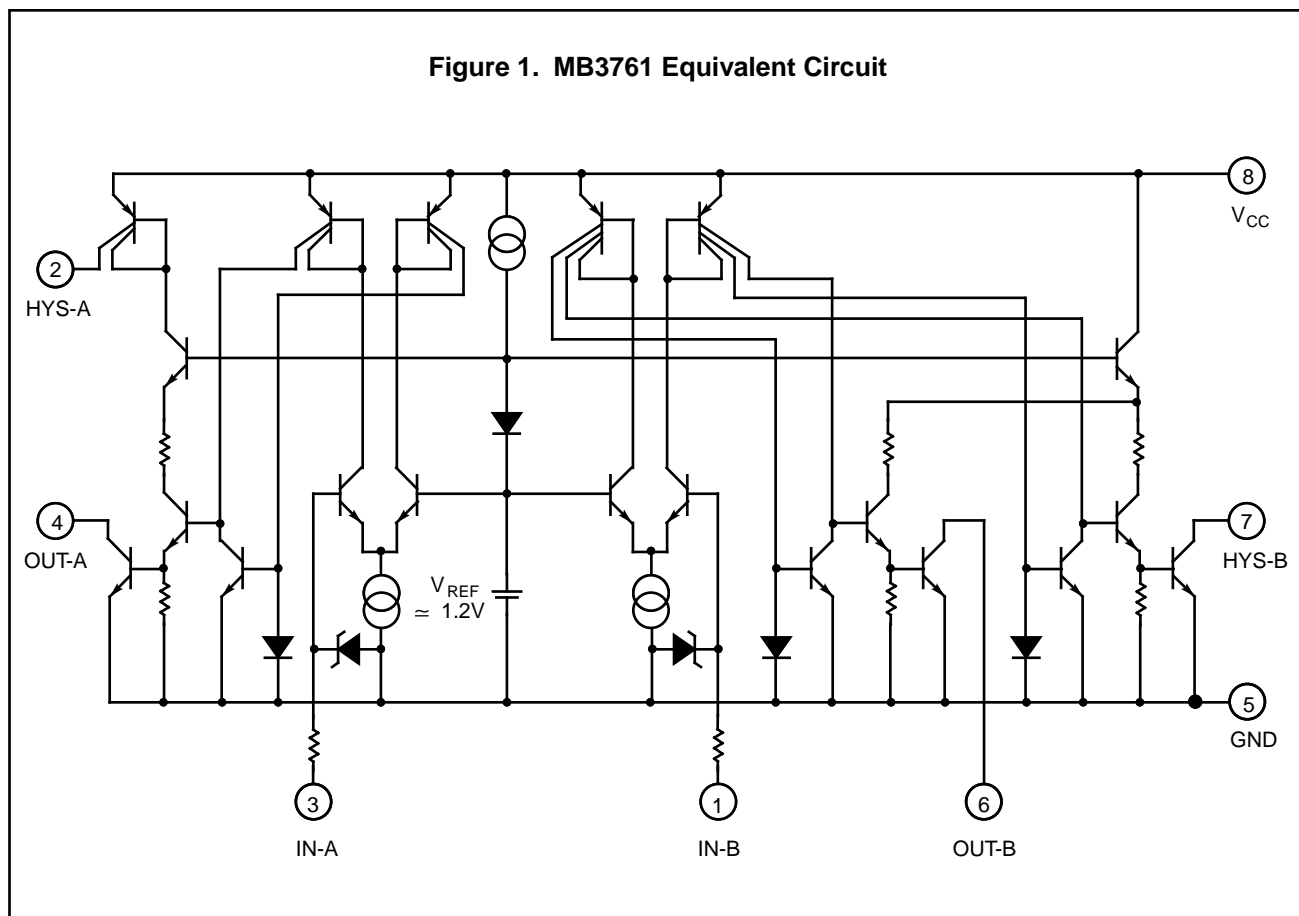 Figure 1.  MB3761 Equivalent Circuit
8
VCC
2
HYS-A
4
OUT-A
7
HYS-B
VREF
≃ 1.2V
5
GND
3
IN-A
1
IN-B
6
OUT-B